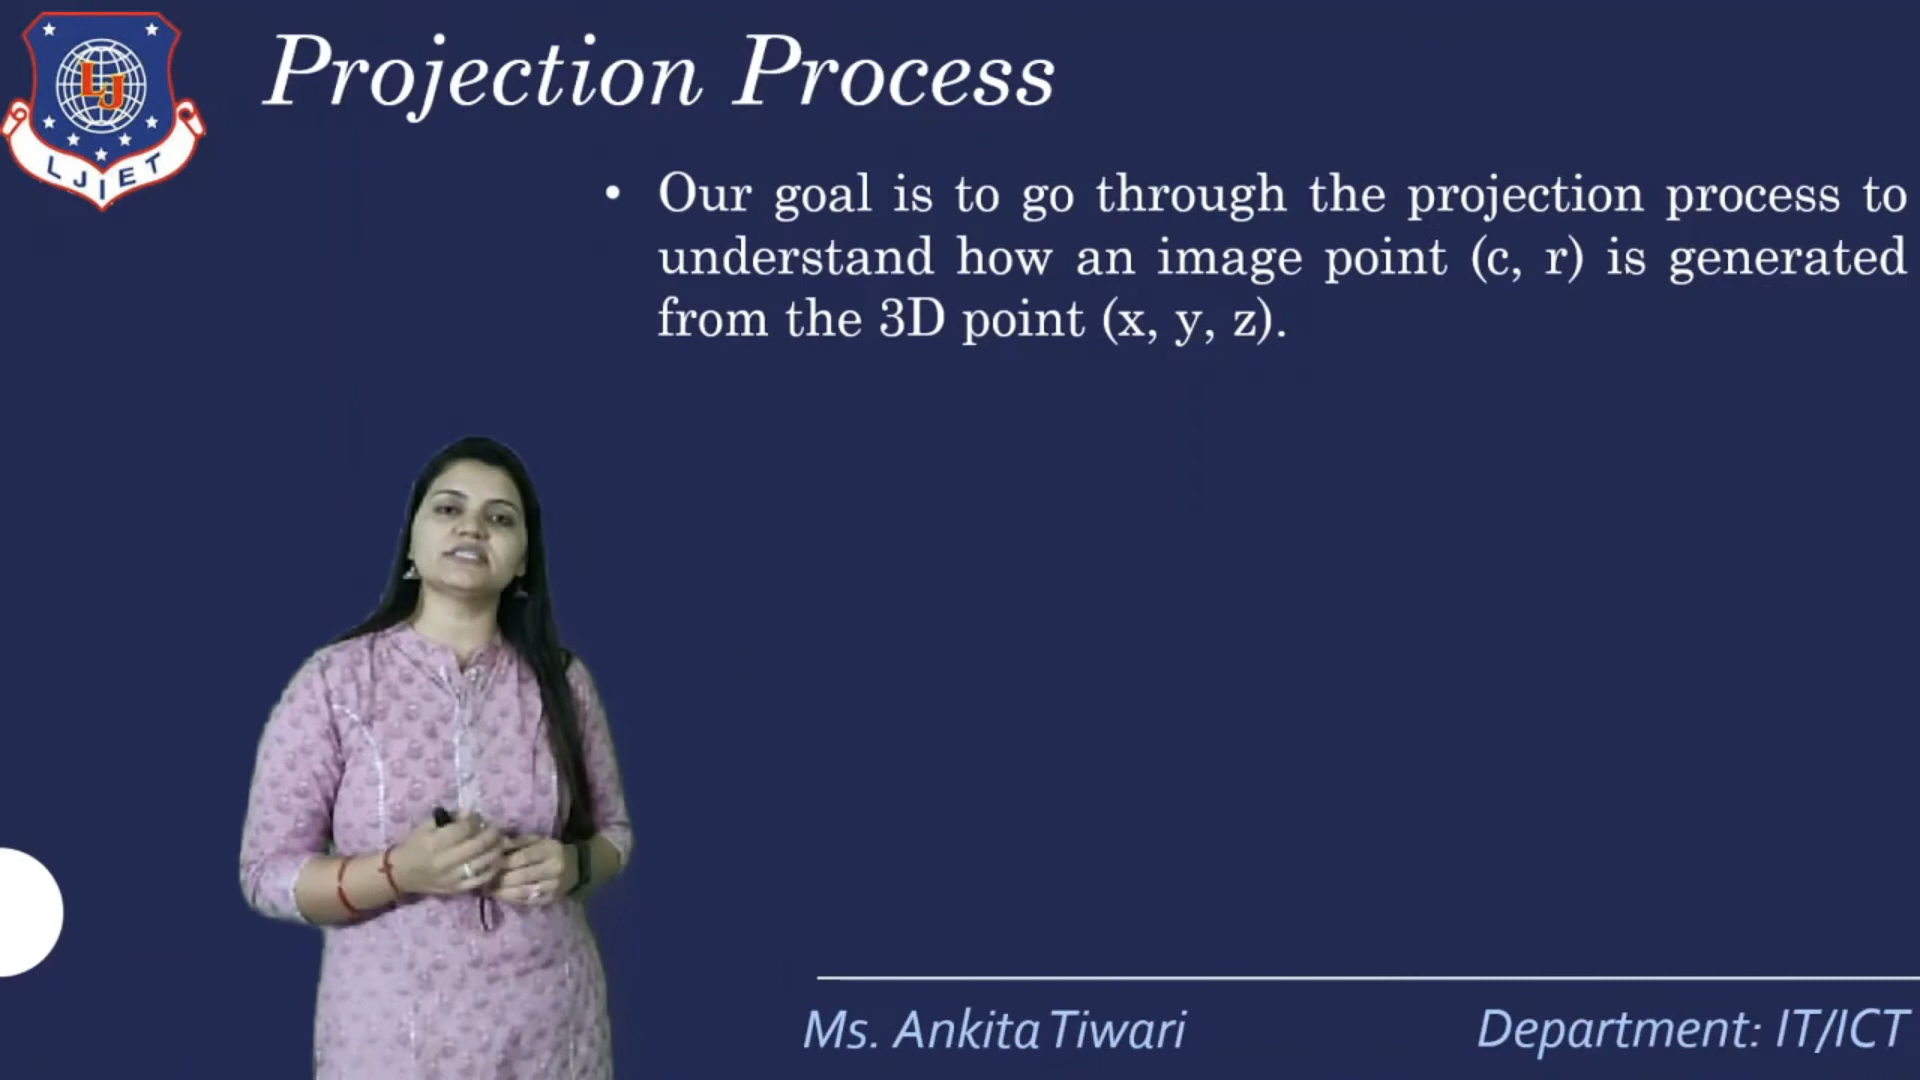 LJ
LJIET
Projection Process
• Our goal is to go through the projection process to
understand how an image point (c, r) is generated
from the 3D point (x, y, z).
Ms. Ankita Tiwari
Department: IT/ICT